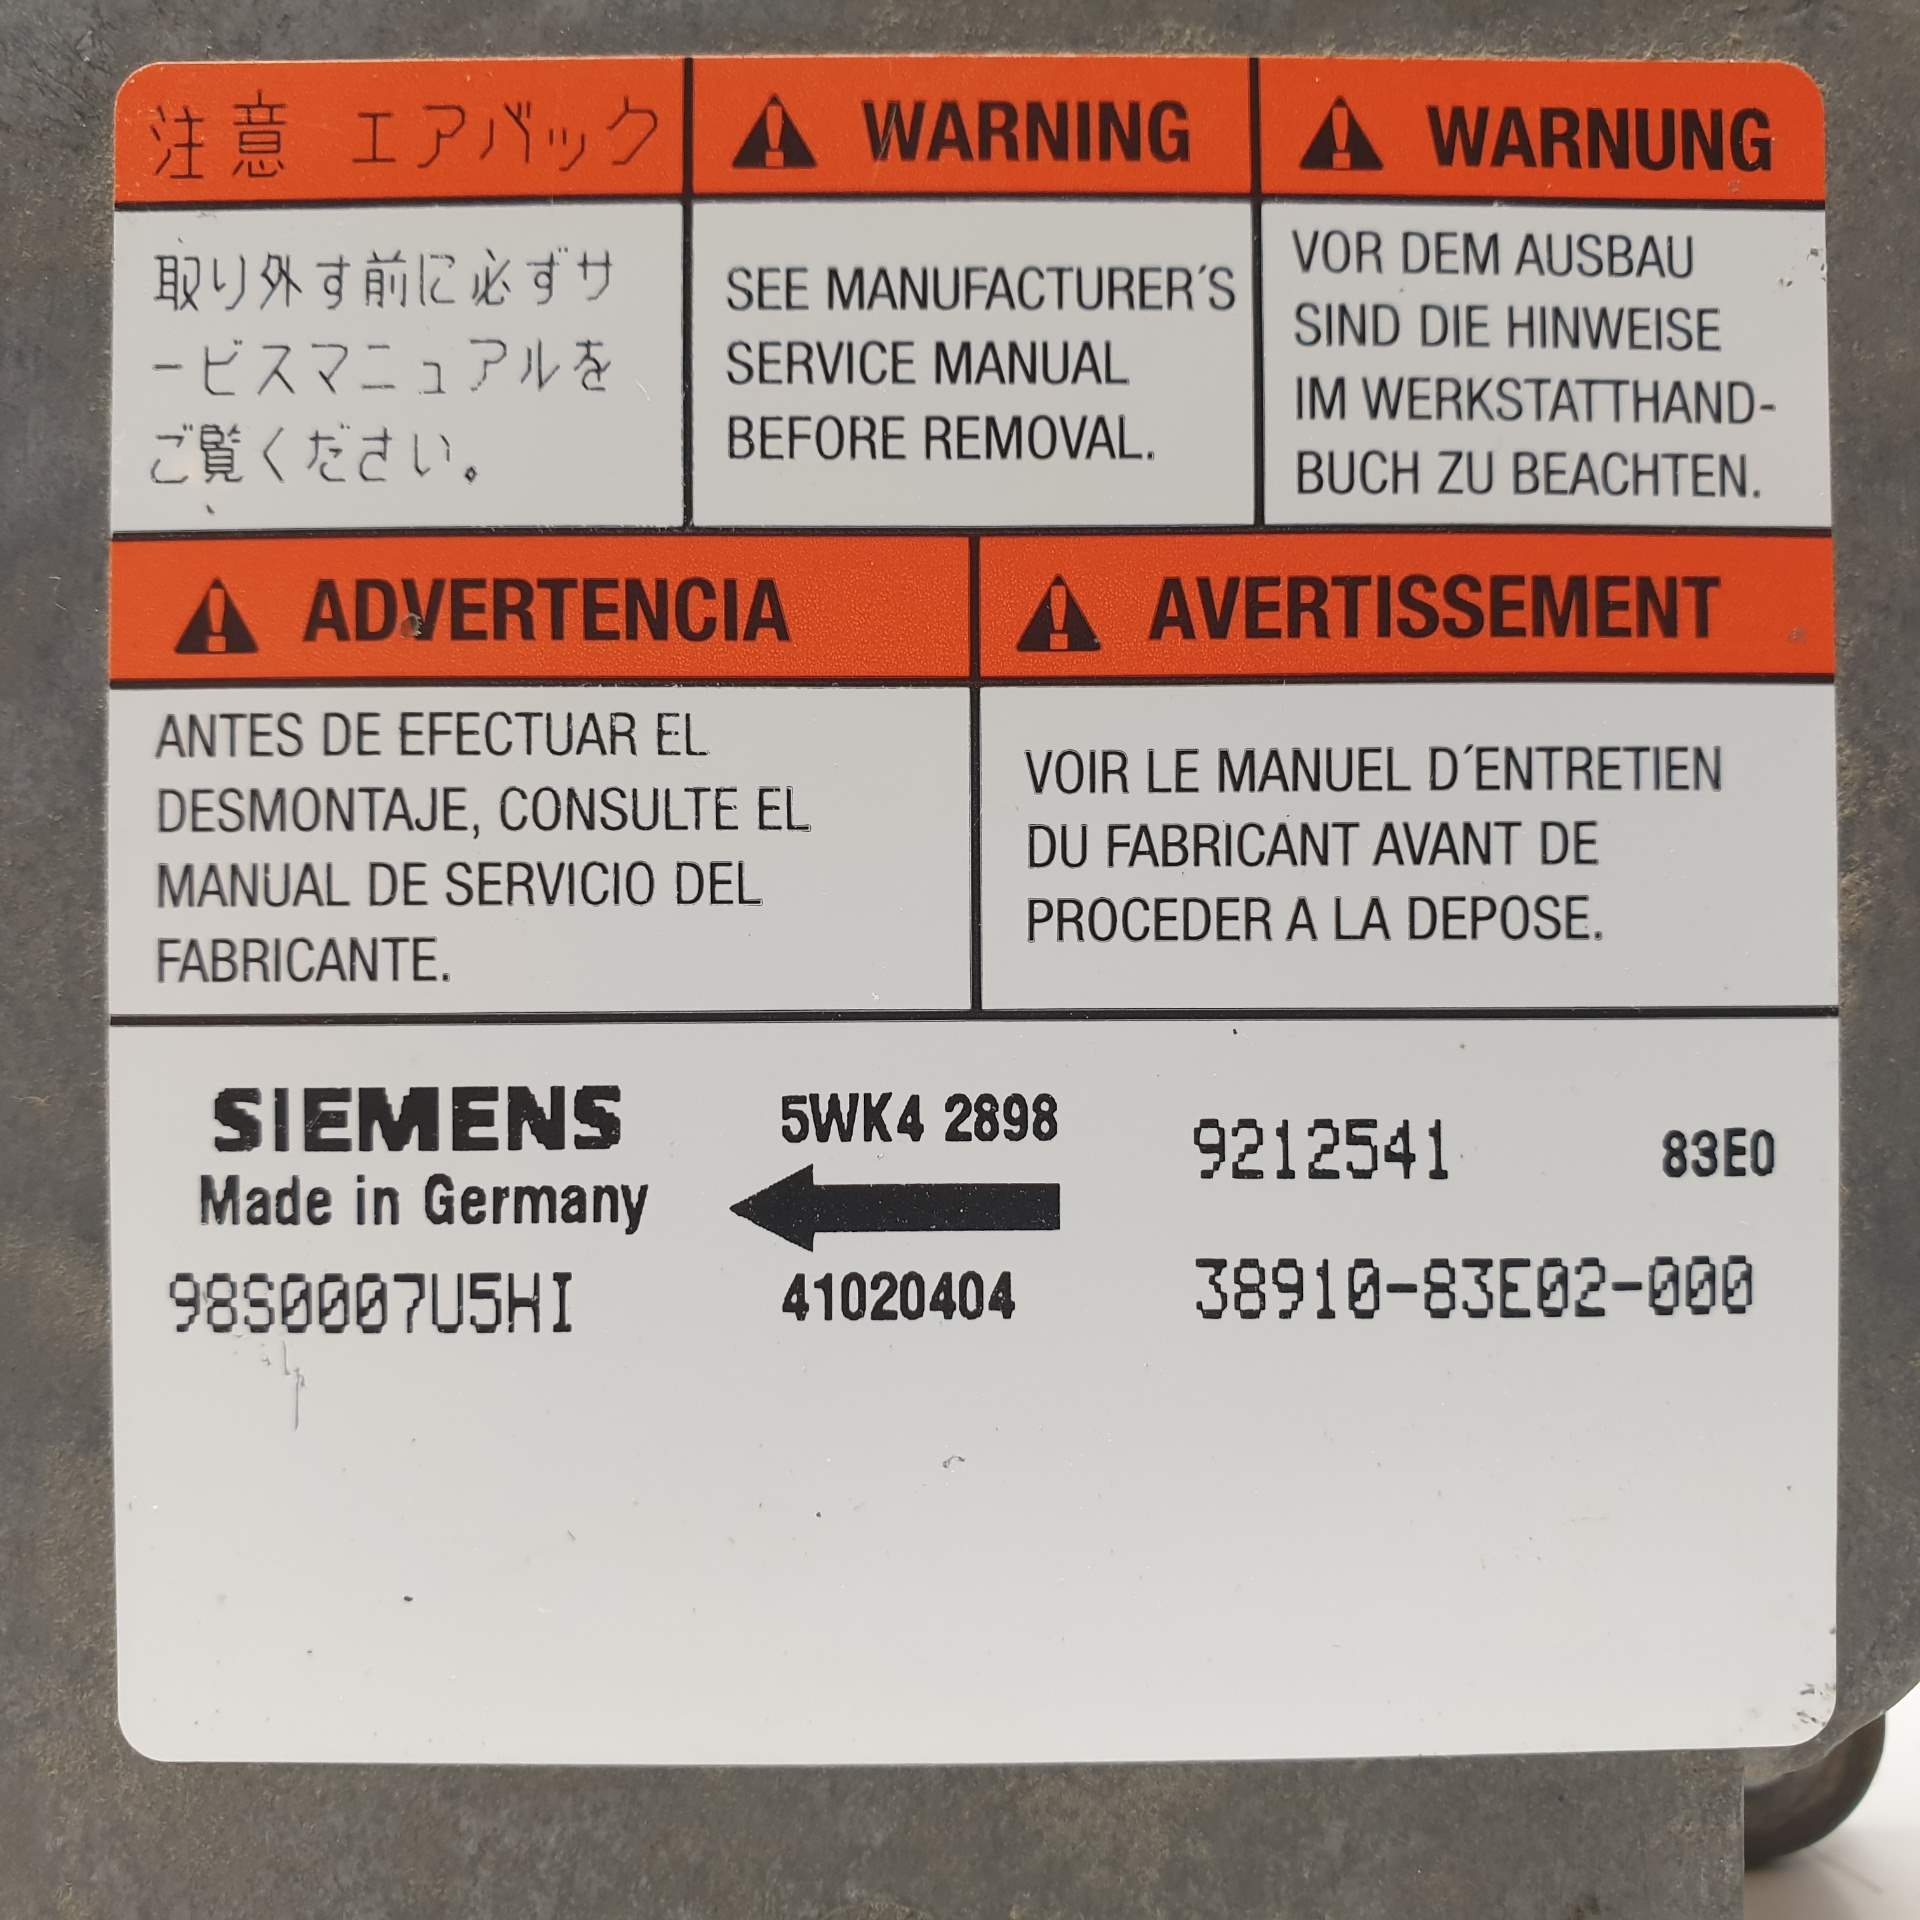 注意 エアバック
取り外す前に必ずサ
ービスマニュアルを
ご覧ください。
WARNING
SEE MANUFACTURER´S
SERVICE MANUAL
BEFORE REMOVAL.
WARNUNG
VOR DEM AUSBAU
SIND DIE HINWEISE
IM WERKSTATTHAND-
BUCH ZU BEACHTEN.
ADVERTENCIA
ANTES DE EFECTUAR EL
DESMONTAJE, CONSULTE EL
MANUAL DE SERVICIO DEL
FABRICANTE.
AVERTISSEMENT
VOIR LE MANUEL D´ENTRETIEN
DU FABRICANT AVANT DE
PROCEDER A LA DEPOSE.
SIEMENS
Made in Germany
98S0007U5HI
5WK4 2898
41020404
9212541 83E0
38910-83E02-000